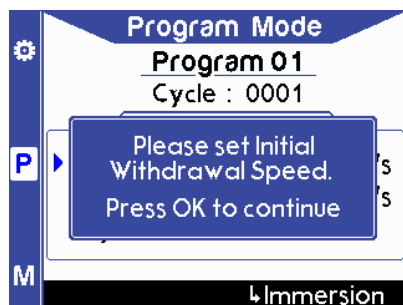 Program Mode
Program 01
Cycle : 0001
Please set Initial
Withdrawal Speed.
Press OK to continue
's
's
P
M
↳Immersion